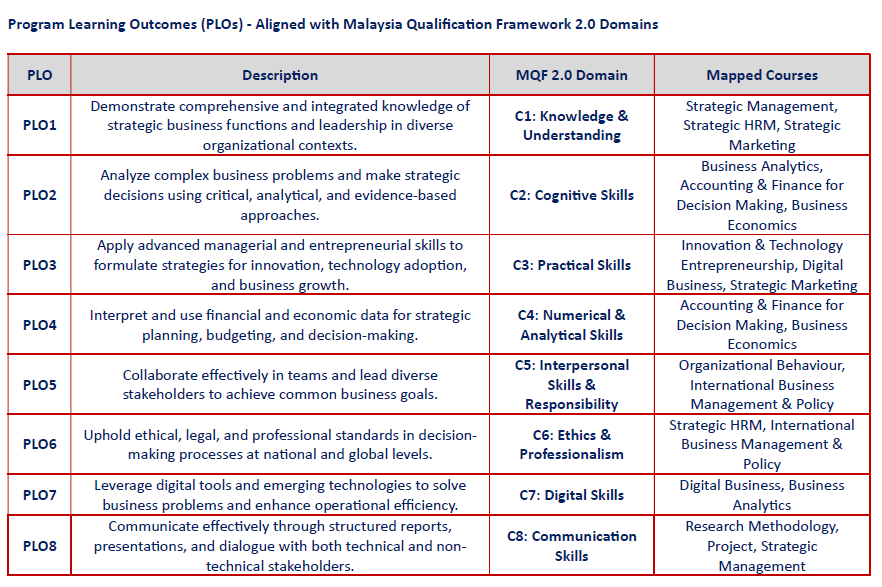 Program Learning Outcomes (PLOs) - Aligned with Malaysia Qualification Framework 2.0 Domains
PLO
Description
MQF 2.0 Domain
Mapped Courses
PLO1
Demonstrate comprehensive and integrated knowledge of
strategic business functions and leadership in diverse
organizational contexts.
C1: Knowledge &
Understanding
Strategic Management,
Strategic HRM, Strategic
Marketing
PLO2
Analyze complex business problems and make strategic
decisions using critical, analytical, and evidence-based
approaches.
C2: Cognitive Skills
Business Analytics,
Accounting & Finance for
Decision Making, Business
Economics
PLO3
Apply advanced managerial and entrepreneurial skills to
formulate strategies for innovation, technology adoption,
and business growth.
C3: Practical Skills
Innovation & Technology
Entrepreneurship, Digital
Business, Strategic Marketing
PLO4
Interpret and use financial and economic data for strategic
planning, budgeting, and decision-making.
C4: Numerical &
Analytical Skills
Accounting & Finance for
Decision Making, Business
Economics
PLO5
Collaborate effectively in teams and lead diverse
stakeholders to achieve common business goals.
C5: Interpersonal
Skills &
Responsibility
Organizational Behaviour,
International Business
Management & Policy
PLO6
Uphold ethical, legal, and professional standards in decision-
making processes at national and global levels.
C6: Ethics &
Professionalism
Strategic HRM, International
Business Management &
Policy
PLO7
Leverage digital tools and emerging technologies to solve
business problems and enhance operational efficiency.
C7: Digital Skills
Digital Business, Business
Analytics
PLO8
Communicate effectively through structured reports,
presentations, and dialogue with both technical and non-
technical stakeholders.
C8: Communication
Skills
Research Methodology,
Project, Strategic
Management